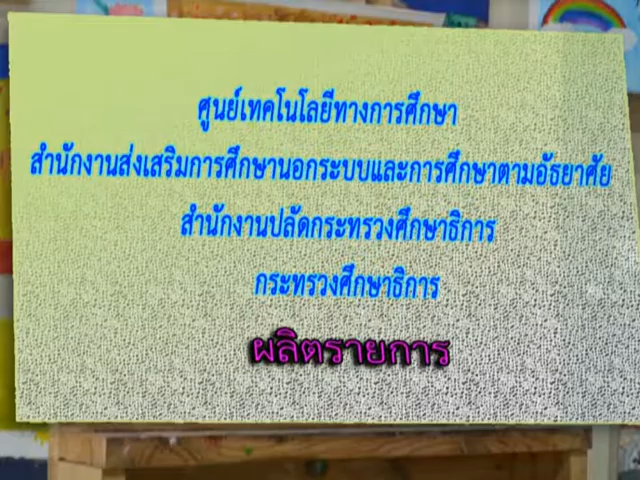 ศูนย์เทคโนโลยีทางการศึกษา
สำนักงานส่งเสริมการศึกษานอกระบบและการศึกษาตามอัธยาศัย
สำนักงานปลัดกระทรวงศึกษาธิการ
กระทรวงศึกษาธิการ
ผลิตรายการ